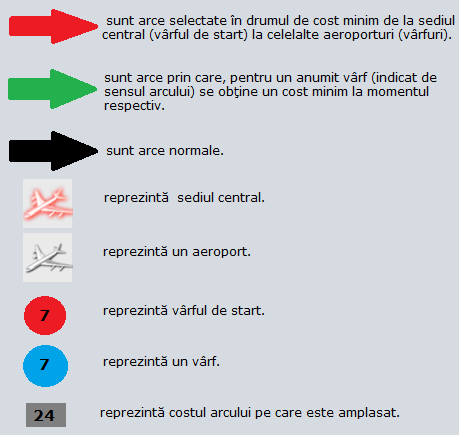 sunt arce selectate în drumul de cost minim de la sediul
central (vârful de start) la celelalte aeroporturi (vârfuri).
sunt arce prin care, pentru un anumit vârf (indicat de
sensul arcului) se obţine un cost minim la momentul
respectiv.
sunt arce normale.
reprezintă sediul central.
reprezintă un aeroport.
7 reprezintă vârful de start.
7 reprezintă un vârf.
24 reprezintă costul arcului pe care este amplasat.